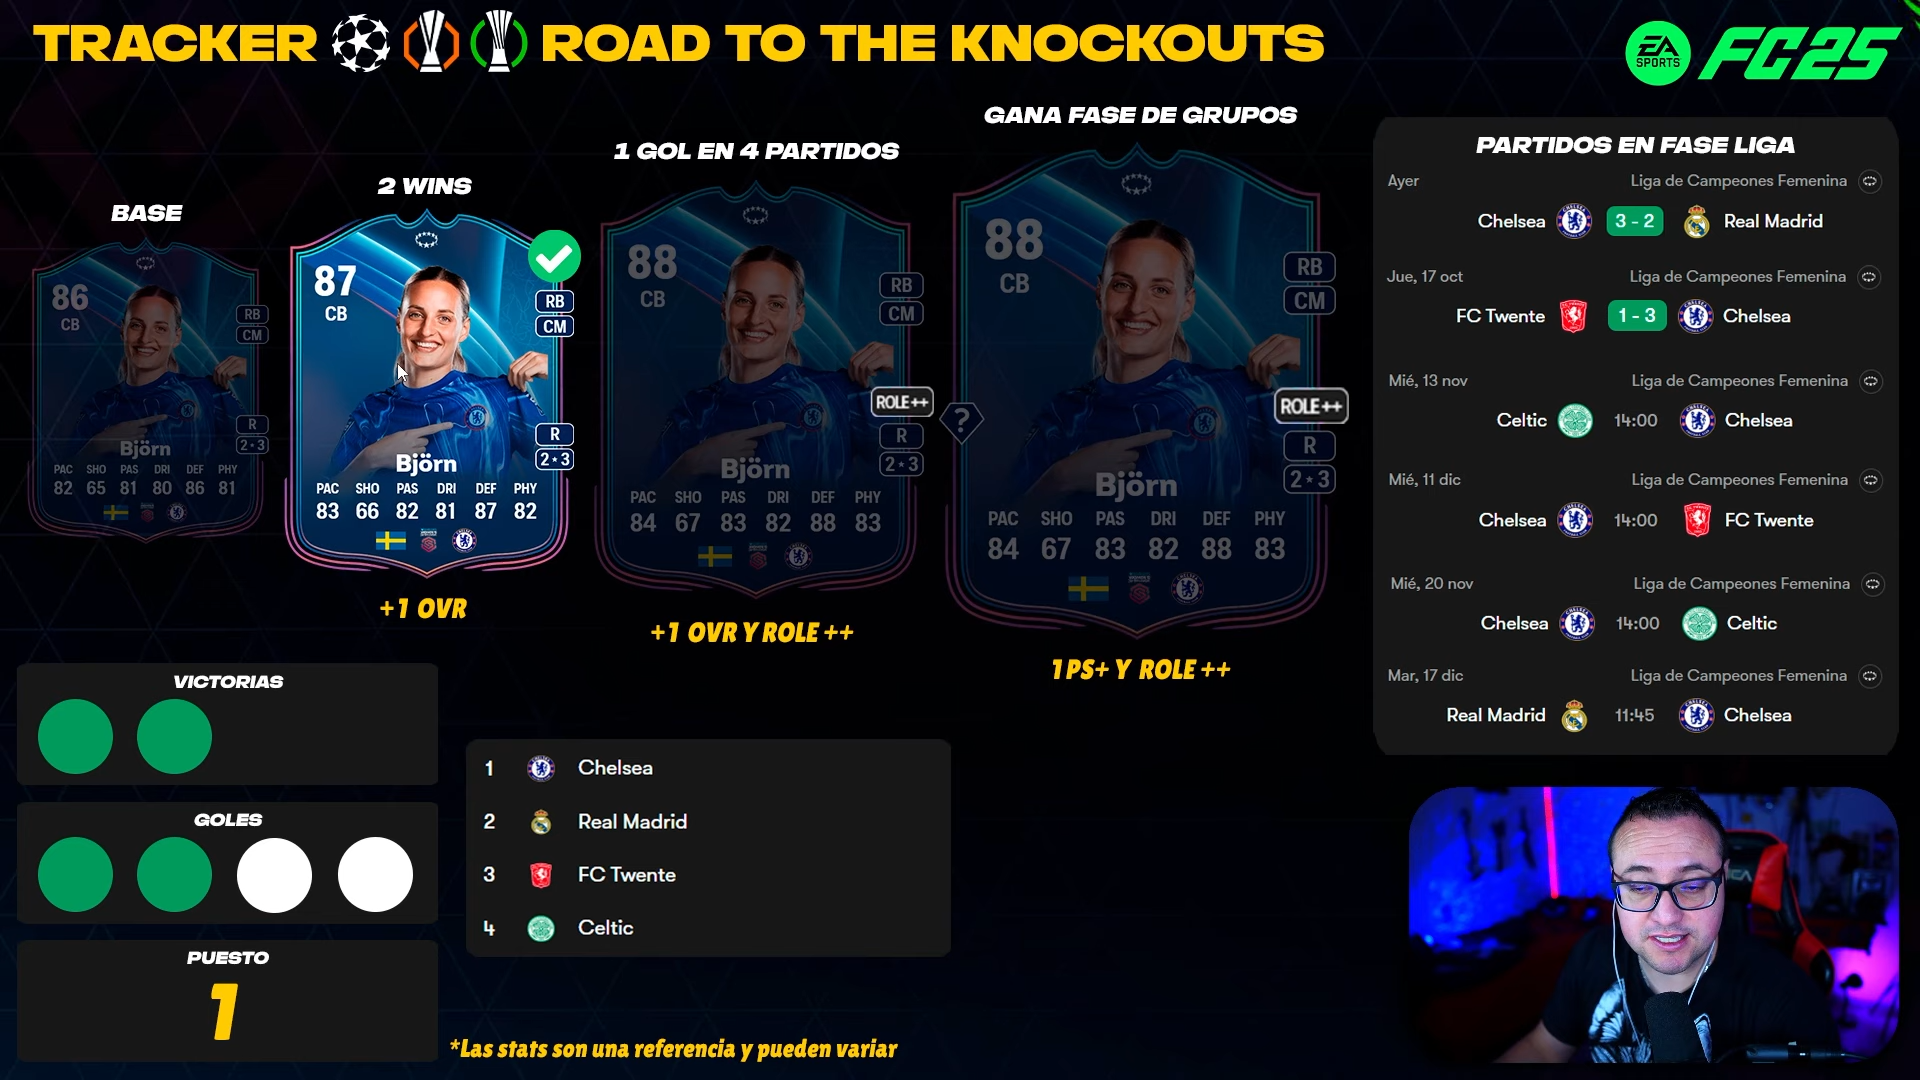 TRACKER ROAD TO THE KNOCKOUTS
EA SPORTS FC25
BASE
86
CB
RB
CM
R
2★3
Björn
PAC SHO PAS DRI DEF PHY
82 65 81 80 86 81
2 WINS
87
CB
RB
CM
R
2★3
Björn
PAC SHO PAS DRI DEF PHY
83 66 82 81 87 82
+1 OVR
1 GOL EN 4 PARTIDOS
88
CB
RB
CM
ROLE++
R
2★3
Björn
PAC SHO PAS DRI DEF PHY
84 67 83 82 88 83
+1 OVR Y ROLE ++
GANA FASE DE GRUPOS
88
CB
RB
CM
?
ROLE++
R
2★3
Björn
PAC SHO PAS DRI DEF PHY
84 67 83 82 88 83
1 PS+ Y ROLE ++
PARTIDOS EN FASE LIGA
Ayer Liga de Campeones Femenina
Chelsea 3 - 2 Real Madrid
Jue, 17 oct Liga de Campeones Femenina
FC Twente 1 - 3 Chelsea
Mié, 13 nov Liga de Campeones Femenina
Celtic 14:00 Chelsea
Mié, 11 dic Liga de Campeones Femenina
Chelsea 14:00 FC Twente
Mié, 20 nov Liga de Campeones Femenina
Chelsea 14:00 Celtic
Mar, 17 dic Liga de Campeones Femenina
Real Madrid 11:45 Chelsea
VICTORIAS
GOLES
PUESTO
1
1 Chelsea
2 Real Madrid
3 FC Twente
4 Celtic
*Las stats son una referencia y pueden variar